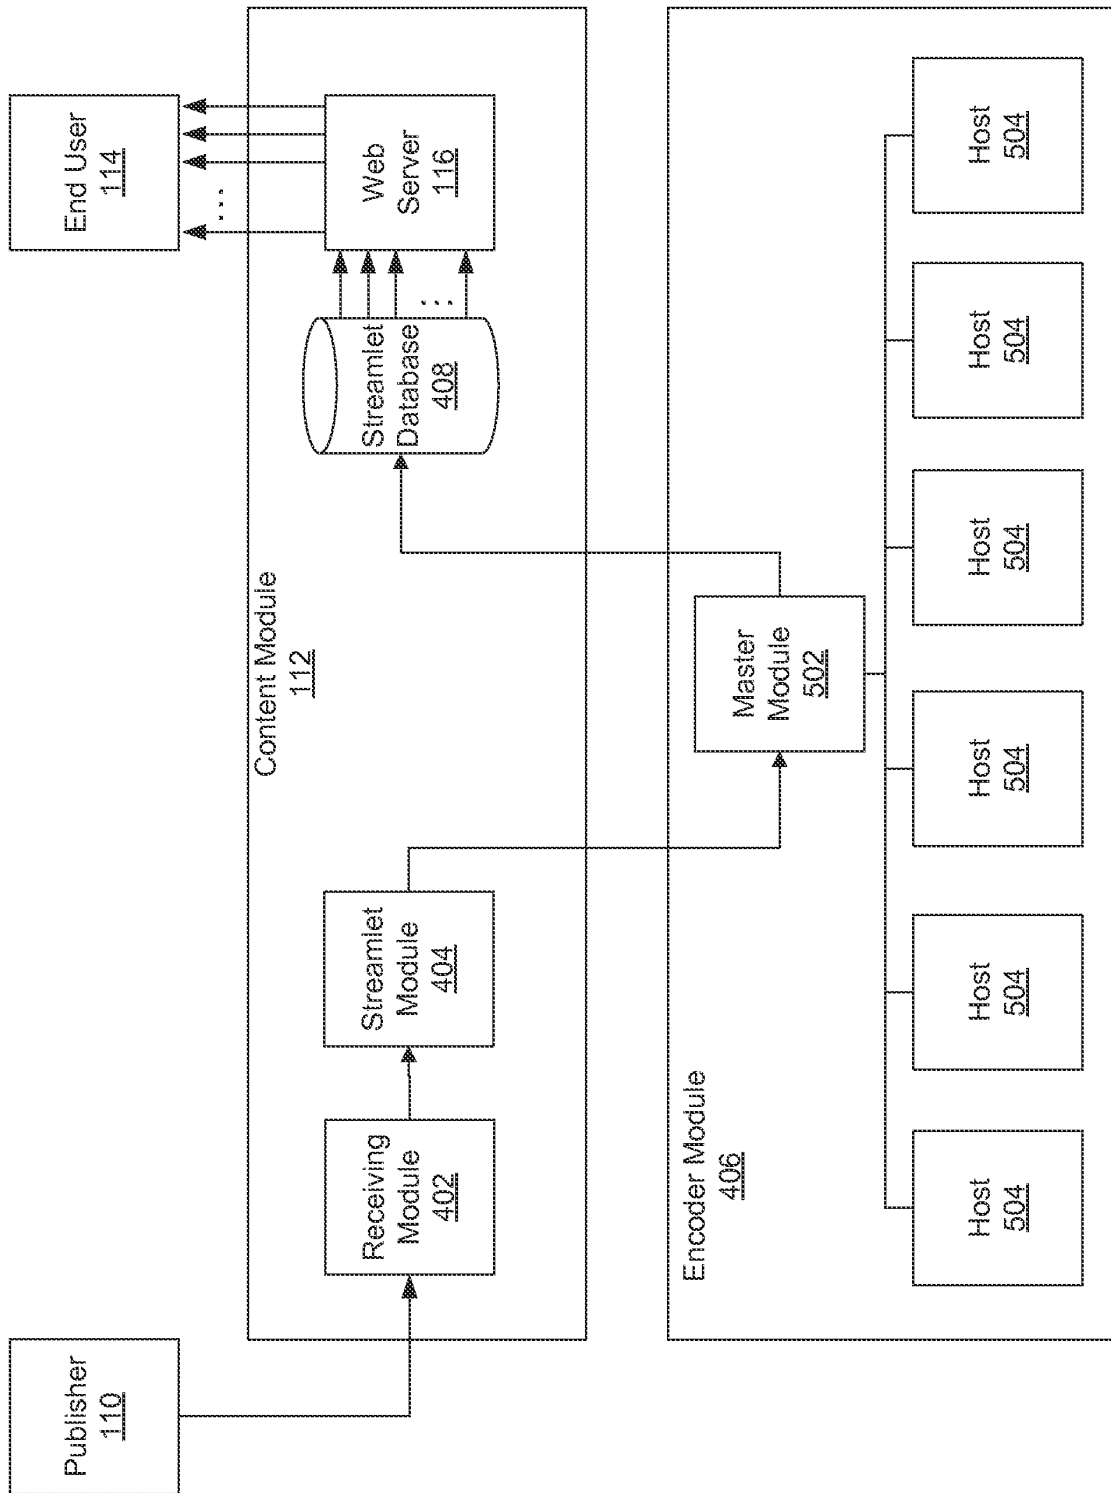 Publisher
110
End User
114
Content Module
112
Receiving
Module
402
Streamlet
Module
404
Streamlet
Database
408
...
Web
Server
116
...
Encoder Module
406
Master
Module
502
Host
504
Host
504
Host
504
Host
504
Host
504
Host
504